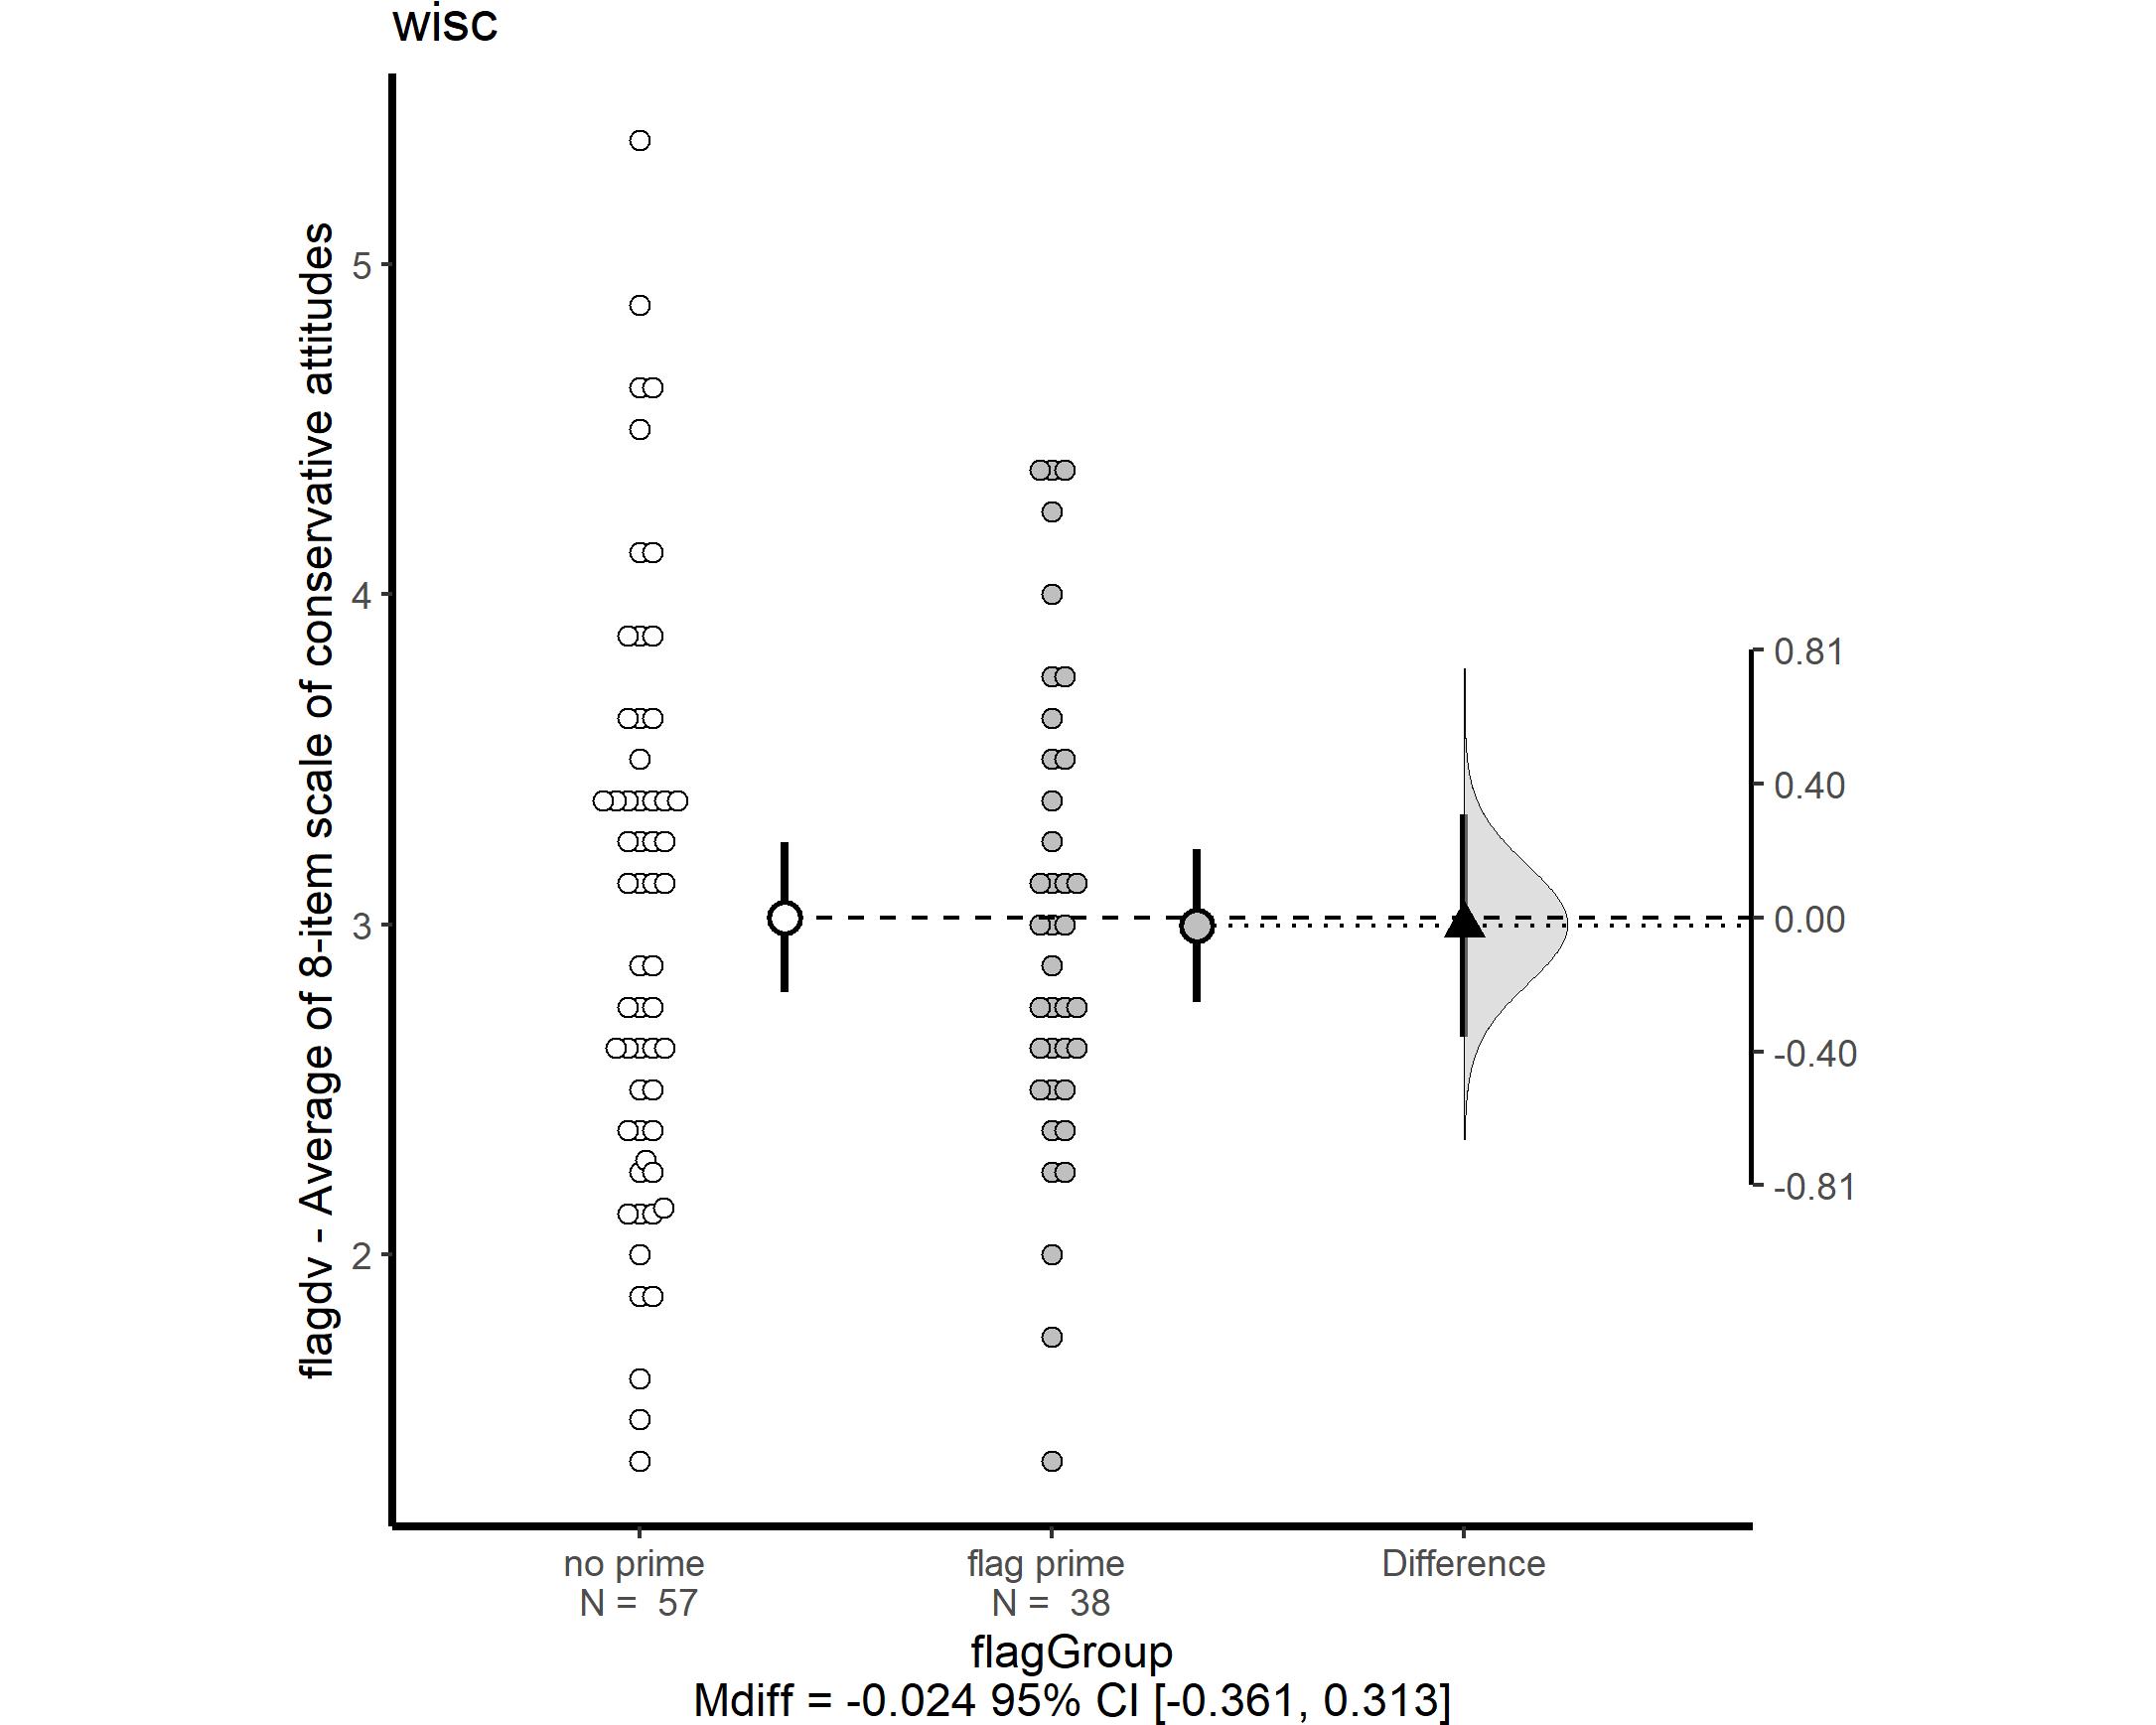 wisc
flagdv - Average of 8-item scale of conservative attitudes
5
4
3
2
0.81
0.40
0.00
-0.40
-0.81
no prime
N = 57
flag prime
N = 38
Difference
flagGroup
Mdiff = -0.024 95% CI [-0.361, 0.313]